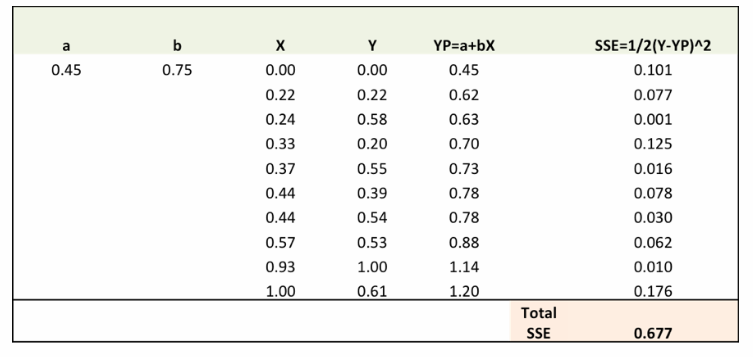 a b X Y YP=a+bX SSE=1/2(Y-YP)^2
0.45 0.75 0.00 0.00 0.45 0.101
0.22 0.22 0.62 0.077
0.24 0.58 0.63 0.001
0.33 0.20 0.70 0.125
0.37 0.55 0.73 0.016
0.44 0.39 0.78 0.078
0.44 0.54 0.78 0.030
0.57 0.53 0.88 0.062
0.93 1.00 1.14 0.010
1.00 0.61 1.20 0.176
Total
SSE 0.677